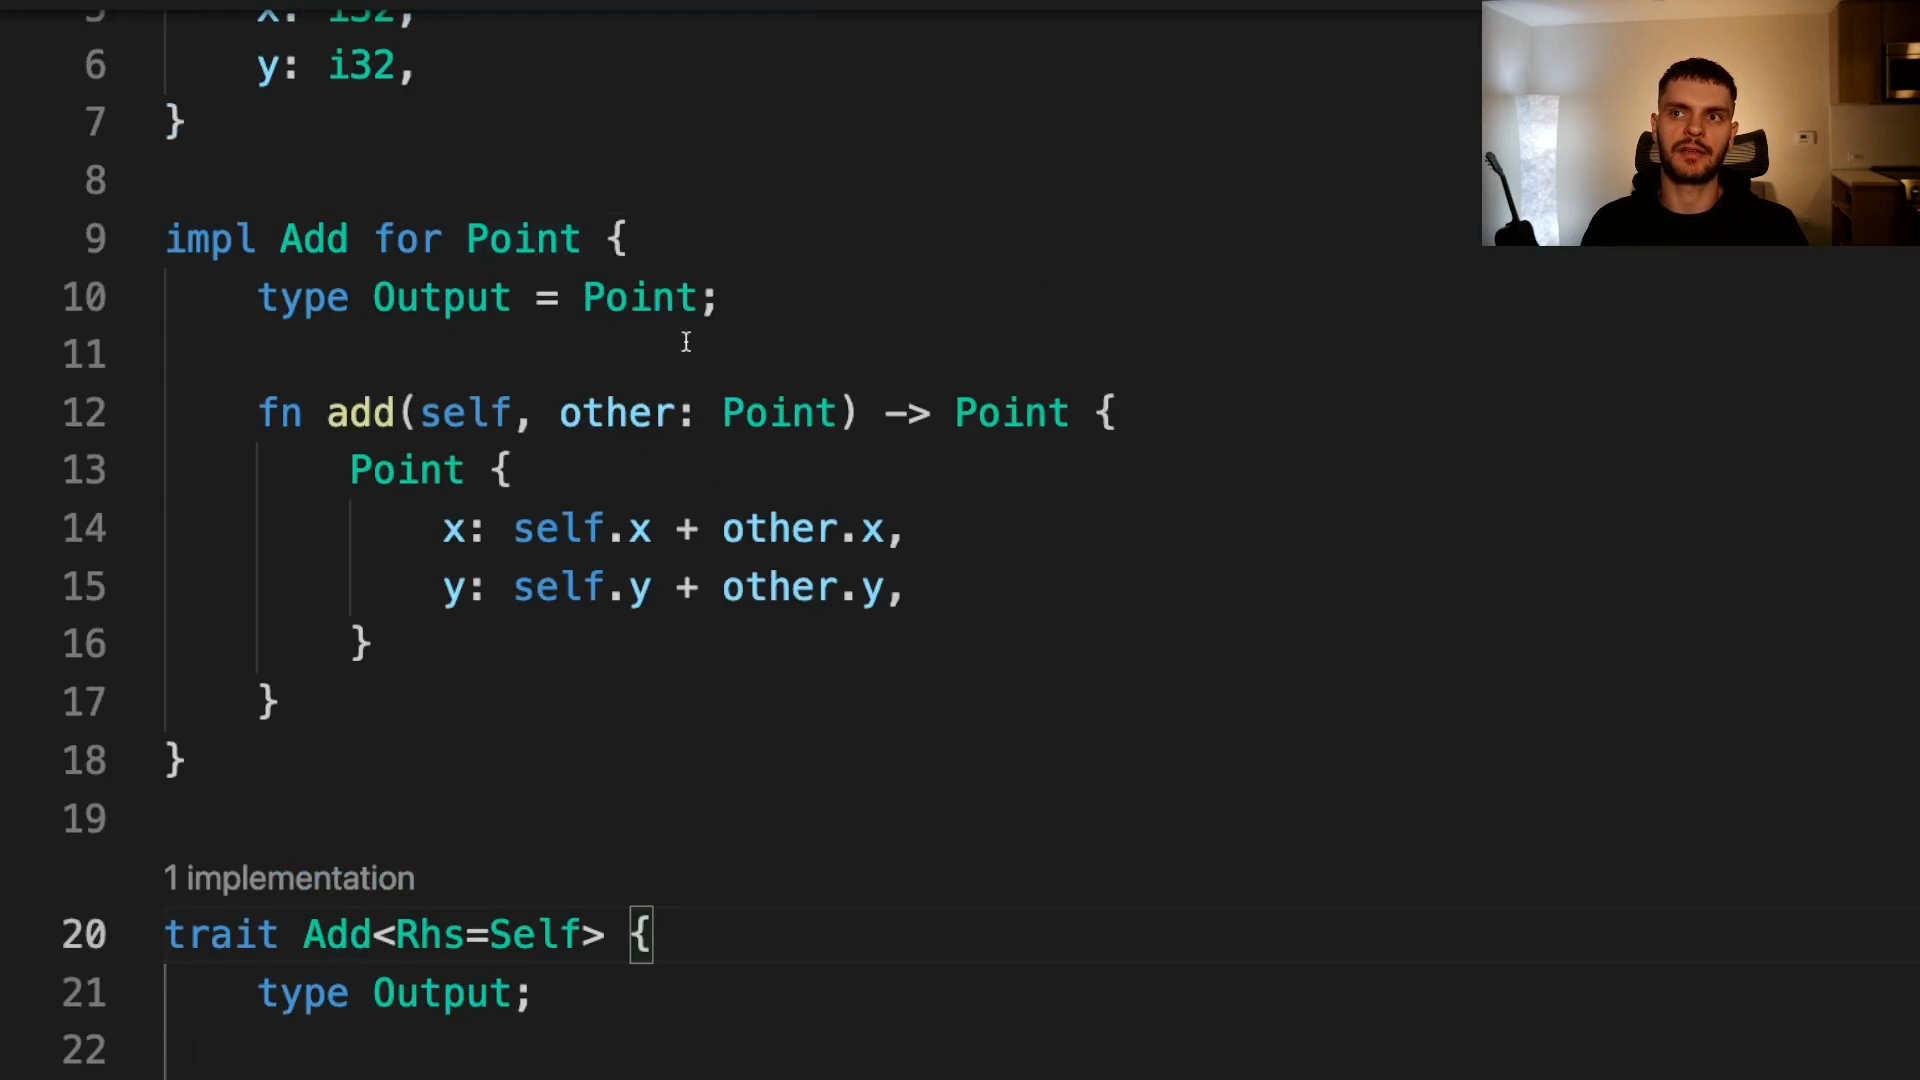 5 x: i32,
6 y: i32,
7 }
8
9 impl Add for Point {
10 type Output = Point;
11
12 fn add(self, other: Point) -> Point {
13 Point {
14 x: self.x + other.x,
15 y: self.y + other.y,
16 }
17 }
18 }
19
1 implementation
20 trait Add<Rhs=Self> {
21 type Output;
22